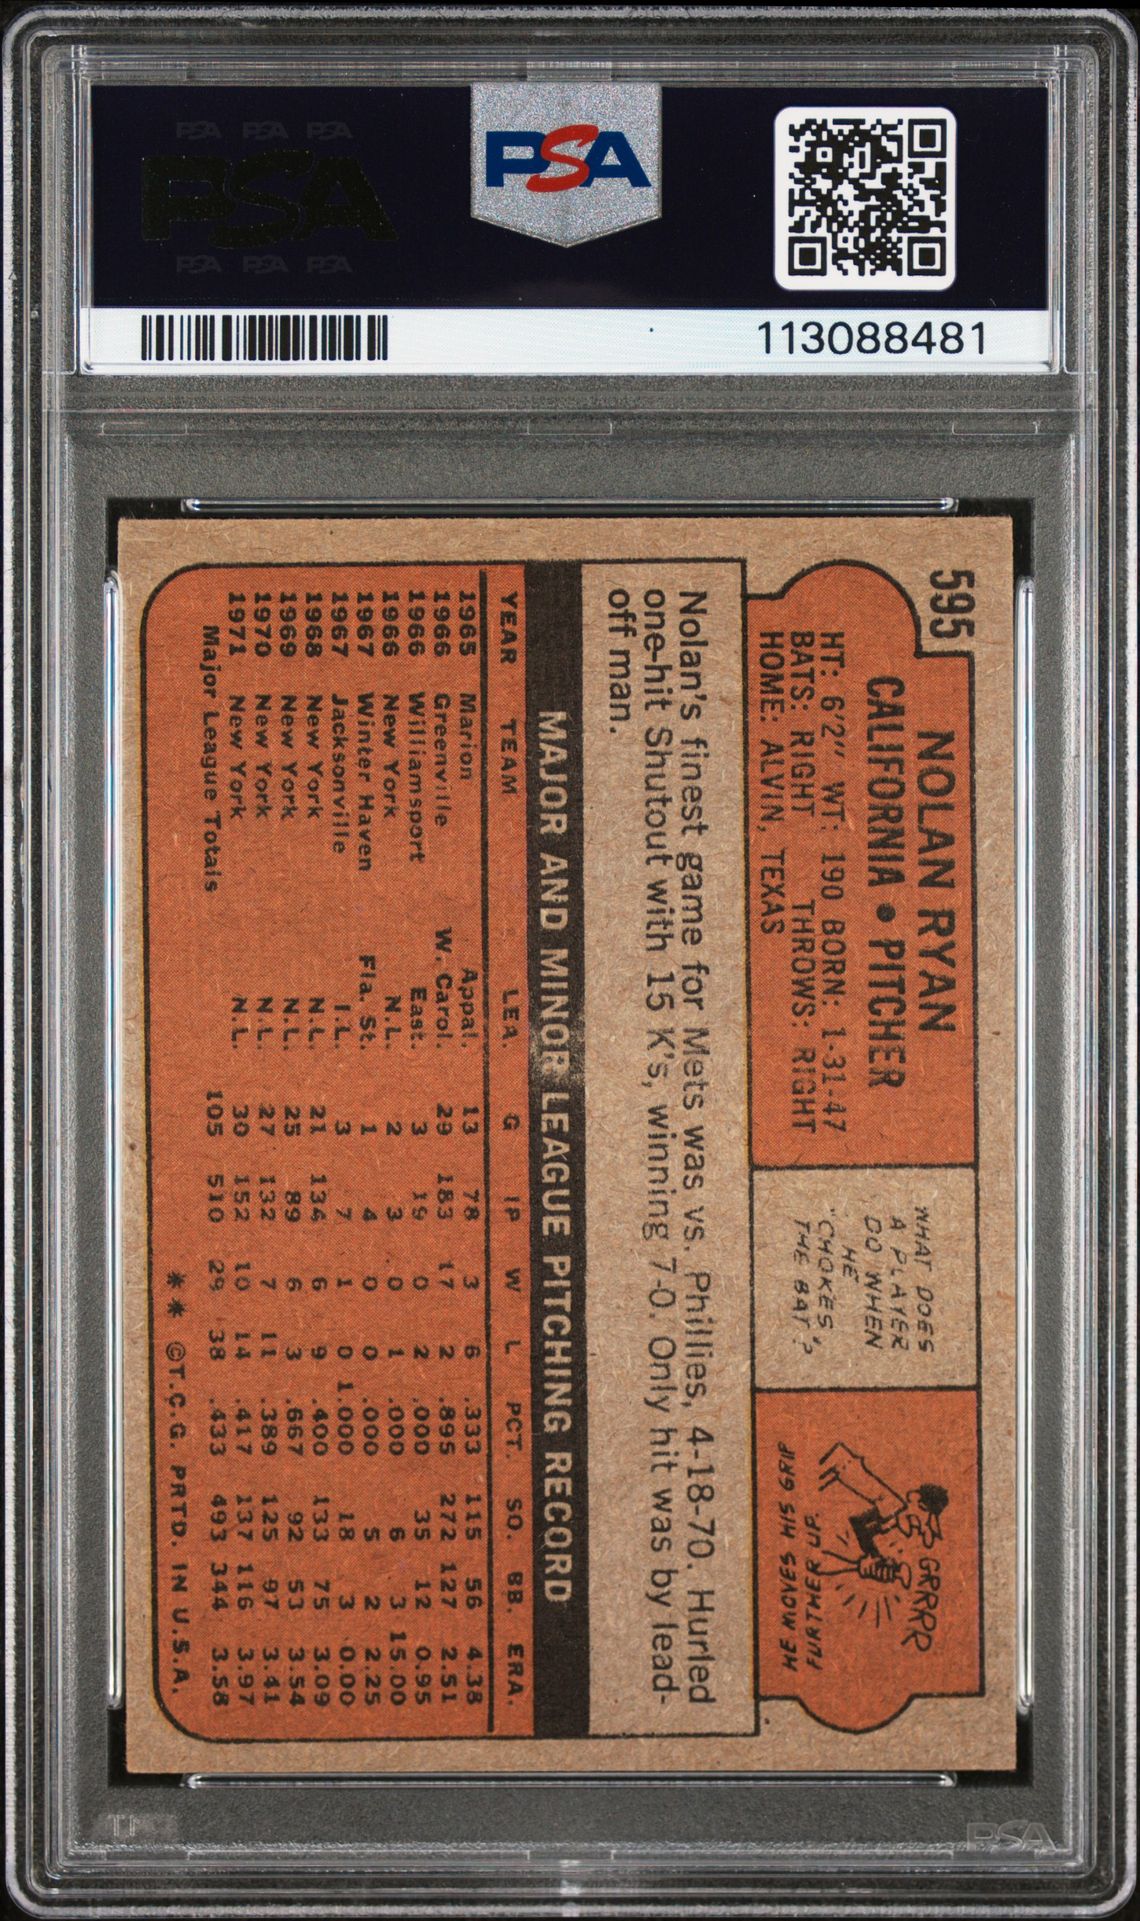 PSA PSA PSA
PSA
PSA PSA PSA
PSA
113088481
595
NOLAN RYAN
CALIFORNIA • PITCHER
HT: 6'2" WT: 190 BORN: 1-31-47
BATS: RIGHT THROWS: RIGHT
HOME: ALVIN, TEXAS
WHAT DOES
A PLAYER
DO WHEN
HE
"CHOKES"
THE BAT?
GRRRR
HE MOVES HIS GRIP
FURTHER UP.
Nolan's finest game for Mets was vs. Phillies, 4-18-70. Hurled
one-hit Shutout with 15 K's, winning 7-0. Only hit was by lead-
off man.
MAJOR AND MINOR LEAGUE PITCHING RECORD
YEAR TEAM LEA. G IP W L PCT. SO. BB. ERA.
1965 Marion Appal. 13 78 3 6 .333 115 56 4.38
1966 Greenville W. Carol. 29 183 17 2 .895 272 127 2.51
1966 Williamsport East. 3 19 0 2 .000 35 12 0.95
1966 New York N.L. 2 3 0 1 .000 6 3 15.00
1967 Winter Haven Fla. St. 1 4 0 0 .000 5 2 2.25
1967 Jacksonville I.L. 3 7 1 0 1.000 18 3 0.00
1968 New York N.L. 21 134 6 9 .400 133 75 3.09
1969 New York N.L. 25 89 6 3 .667 92 53 3.54
1970 New York N.L. 27 132 7 11 .389 125 97 3.41
1971 New York N.L. 30 152 10 14 .417 137 116 3.97
Major League Totals 105 510 29 38 .433 493 344 3.58
** ©T.C.G. PRTD. IN U.S.A.
PSA